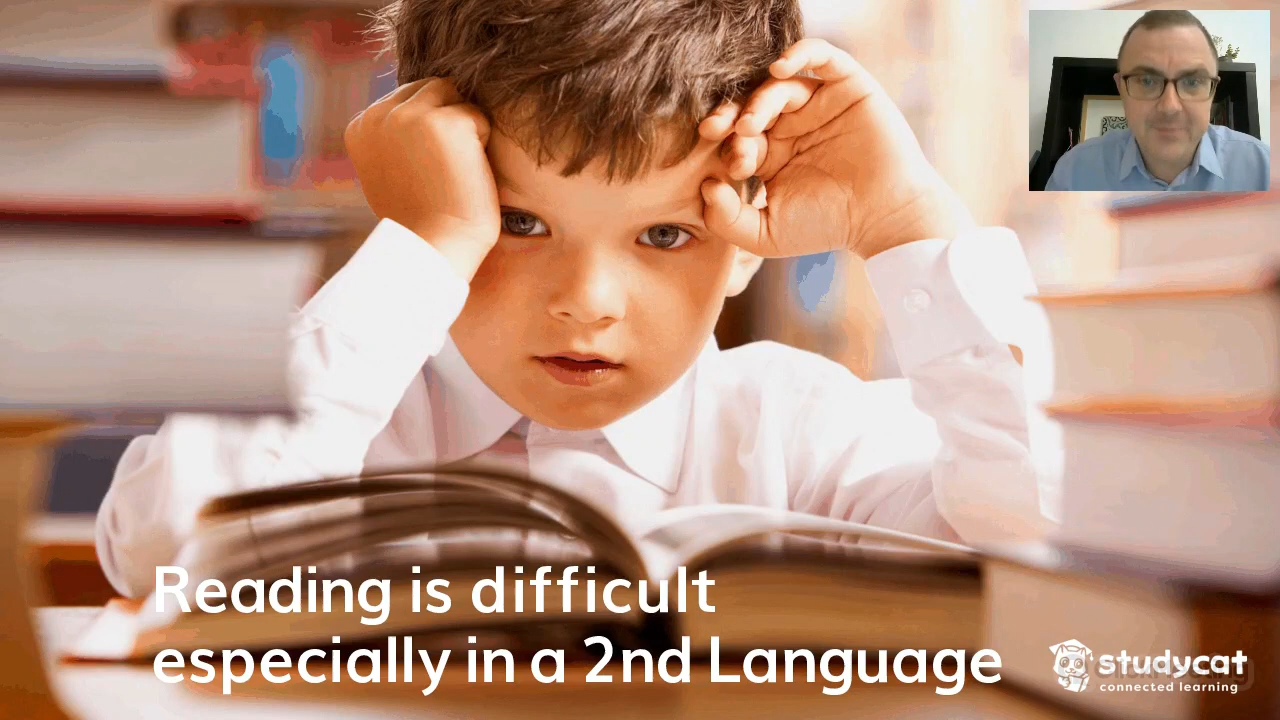 Reading is difficult
especially in a 2nd Language
studycat
connected learning